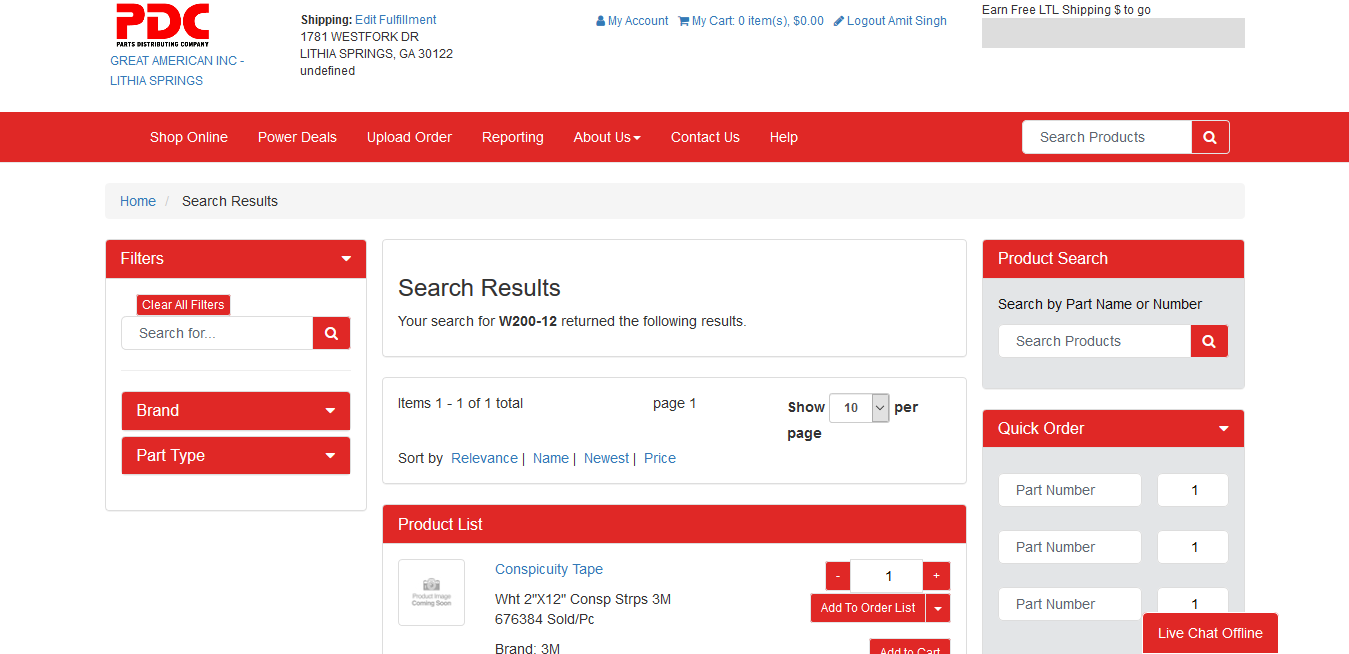 PDC
PARTS DISTRIBUTING COMPANY
GREAT AMERICAN INC -
LITHIA SPRINGS
Shipping: Edit Fulfillment
1781 WESTFORK DR
LITHIA SPRINGS, GA 30122
undefined
My Account My Cart: 0 item(s), $0.00 Logout Amit Singh
Earn Free LTL Shipping $ to go
Shop Online Power Deals Upload Order Reporting About Us Contact Us Help Search Products
Home / Search Results
Filters
Clear All Filters
Search for...
Brand
Part Type
Search Results
Your search for W200-12 returned the following results.
Items 1 - 1 of 1 total page 1 Show 10 per
page
Sort by Relevance | Name | Newest | Price
Product List
Product Image
Coming Soon
Conspicuity Tape
Wht 2"X12" Consp Strps 3M
676384 Sold/Pc
Brand: 3M
- 1 +
Add To Order List
Add to Cart
Product Search
Search by Part Name or Number
Search Products
Quick Order
Part Number 1
Part Number 1
Part Number 1
Live Chat Offline